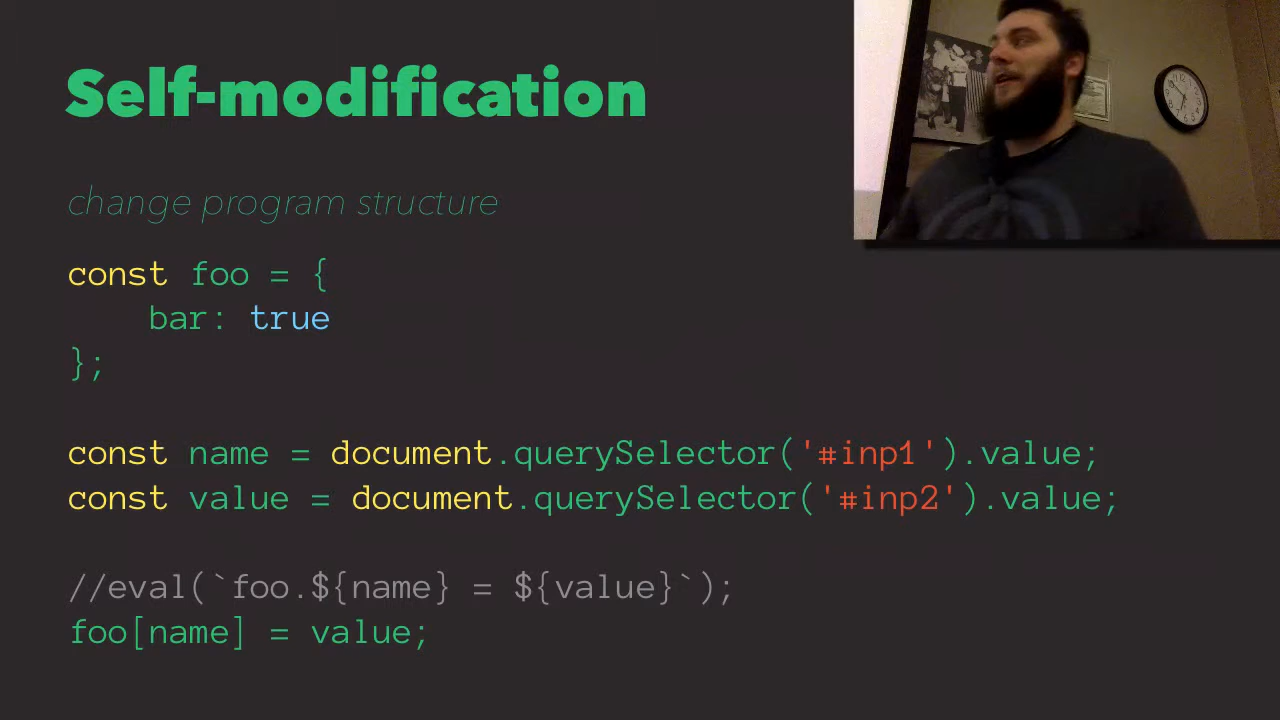 Self-modification
change program structure
const foo = {
    bar: true
};
const name = document.querySelector('#inp1').value;
const value = document.querySelector('#inp2').value;
//eval(`foo.${name} = ${value}`);
foo[name] = value;